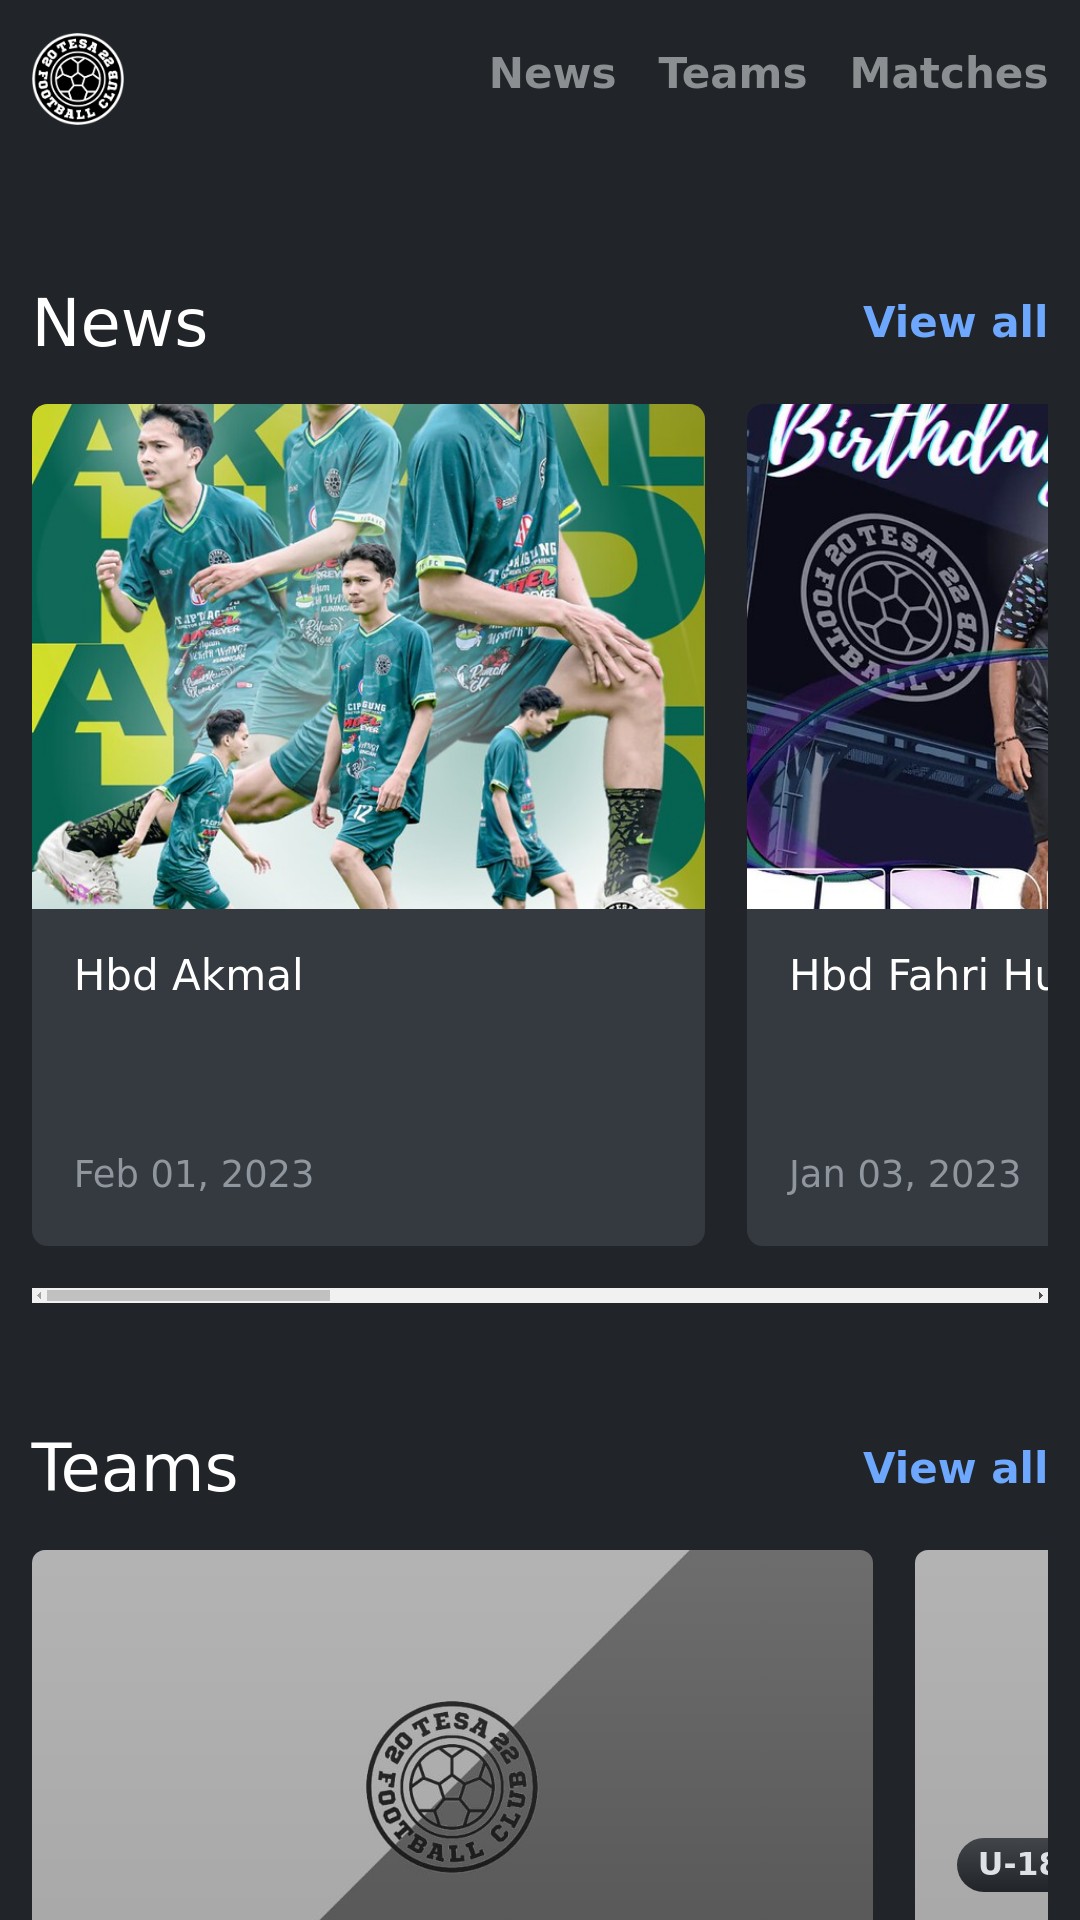 20 TESA 22
FOOTBALL CLUB
News
Teams
Matches
News
View all
AKMAL
Birthda
20 TESA 22
FOOTBALL CLUB
Hbd Akmal
Feb 01, 2023
Hbd Fahri Hu
Jan 03, 2023
Teams
View all
20 TESA 22
FOOTBALL CLUB
U-18